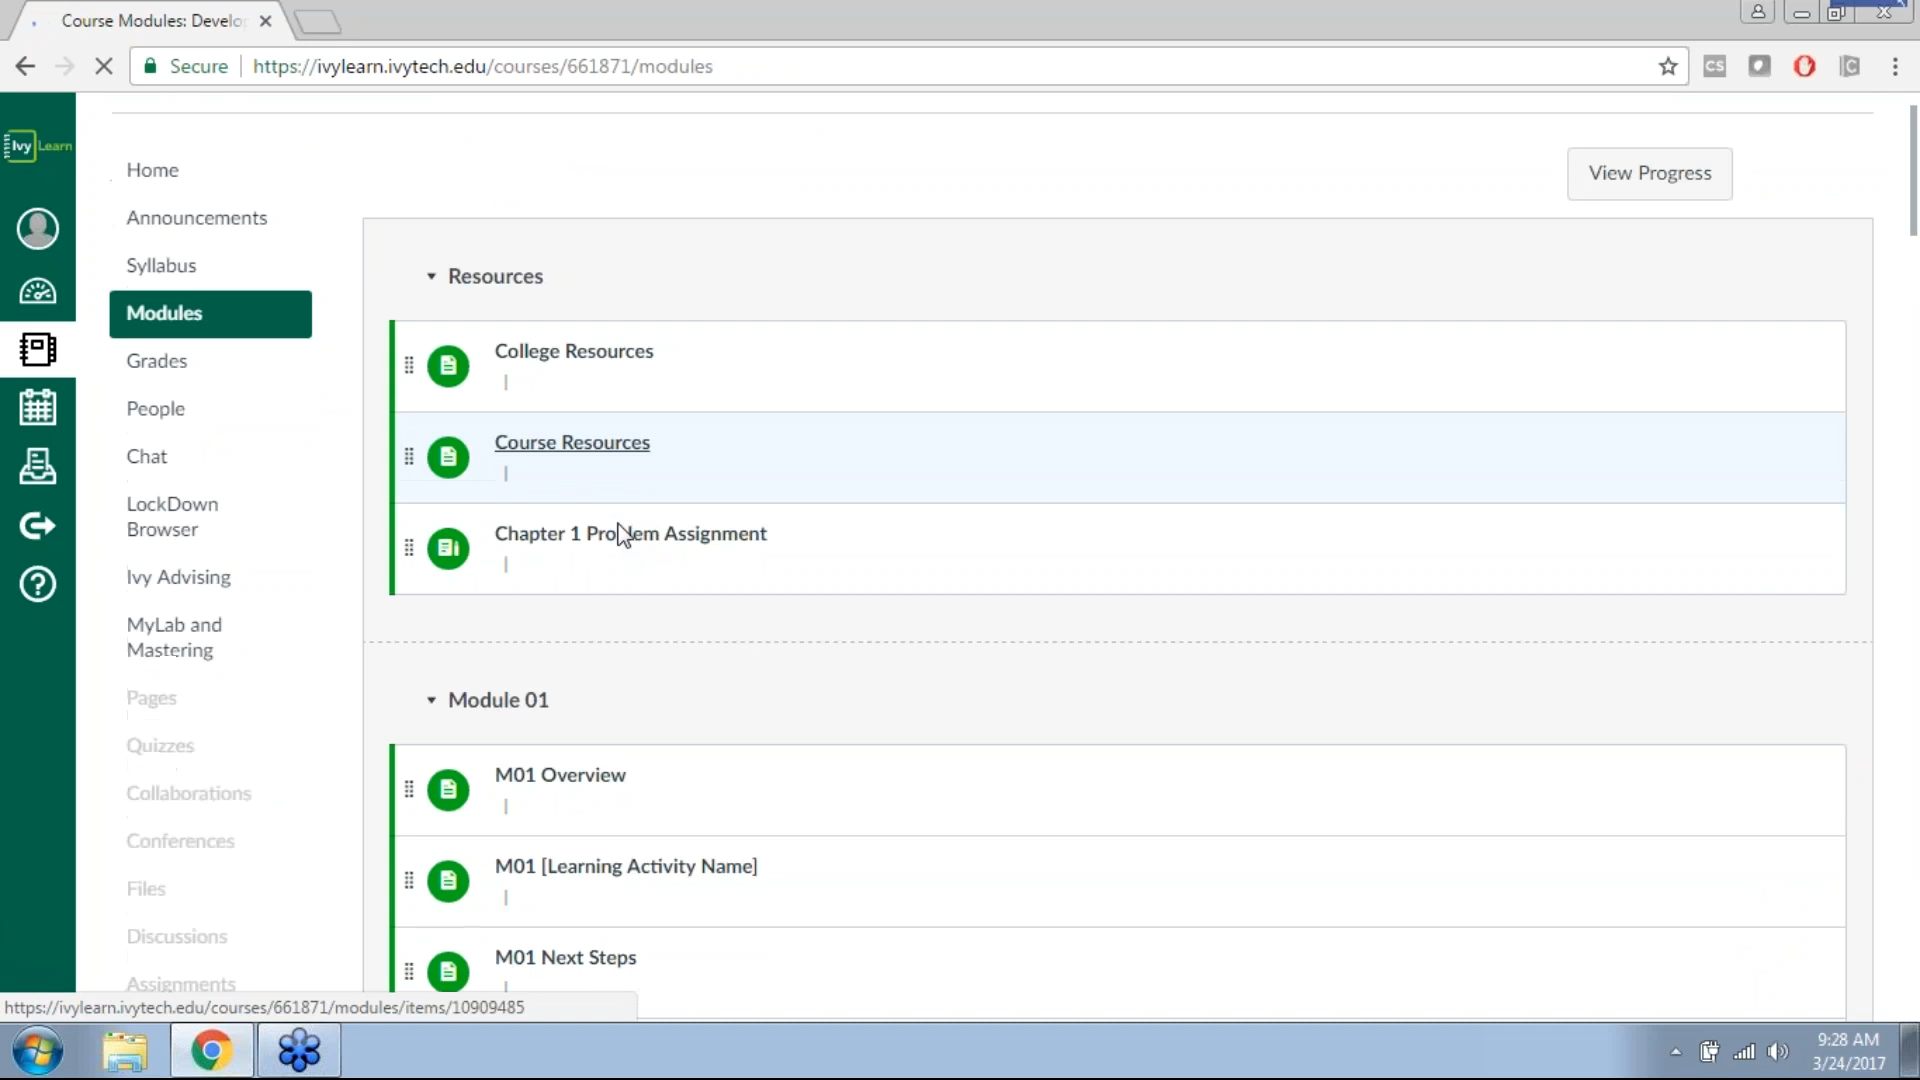 Course Modules: Develo
Secure
https://ivylearn.ivytech.edu/courses/661871/modules
CS
Ivy Learn
Home
Announcements
Syllabus
Modules
Grades
People
Chat
LockDown
Browser
Ivy Advising
MyLab and
Mastering
Pages
Quizzes
Collaborations
Conferences
Files
Discussions
Assignments
View Progress
Resources
College Resources
Course Resources
Chapter 1 Problem Assignment
Module 01
M01 Overview
M01 [Learning Activity Name]
M01 Next Steps
https://ivylearn.ivytech.edu/courses/661871/modules/items/10909485
9:28 AM
3/24/2017